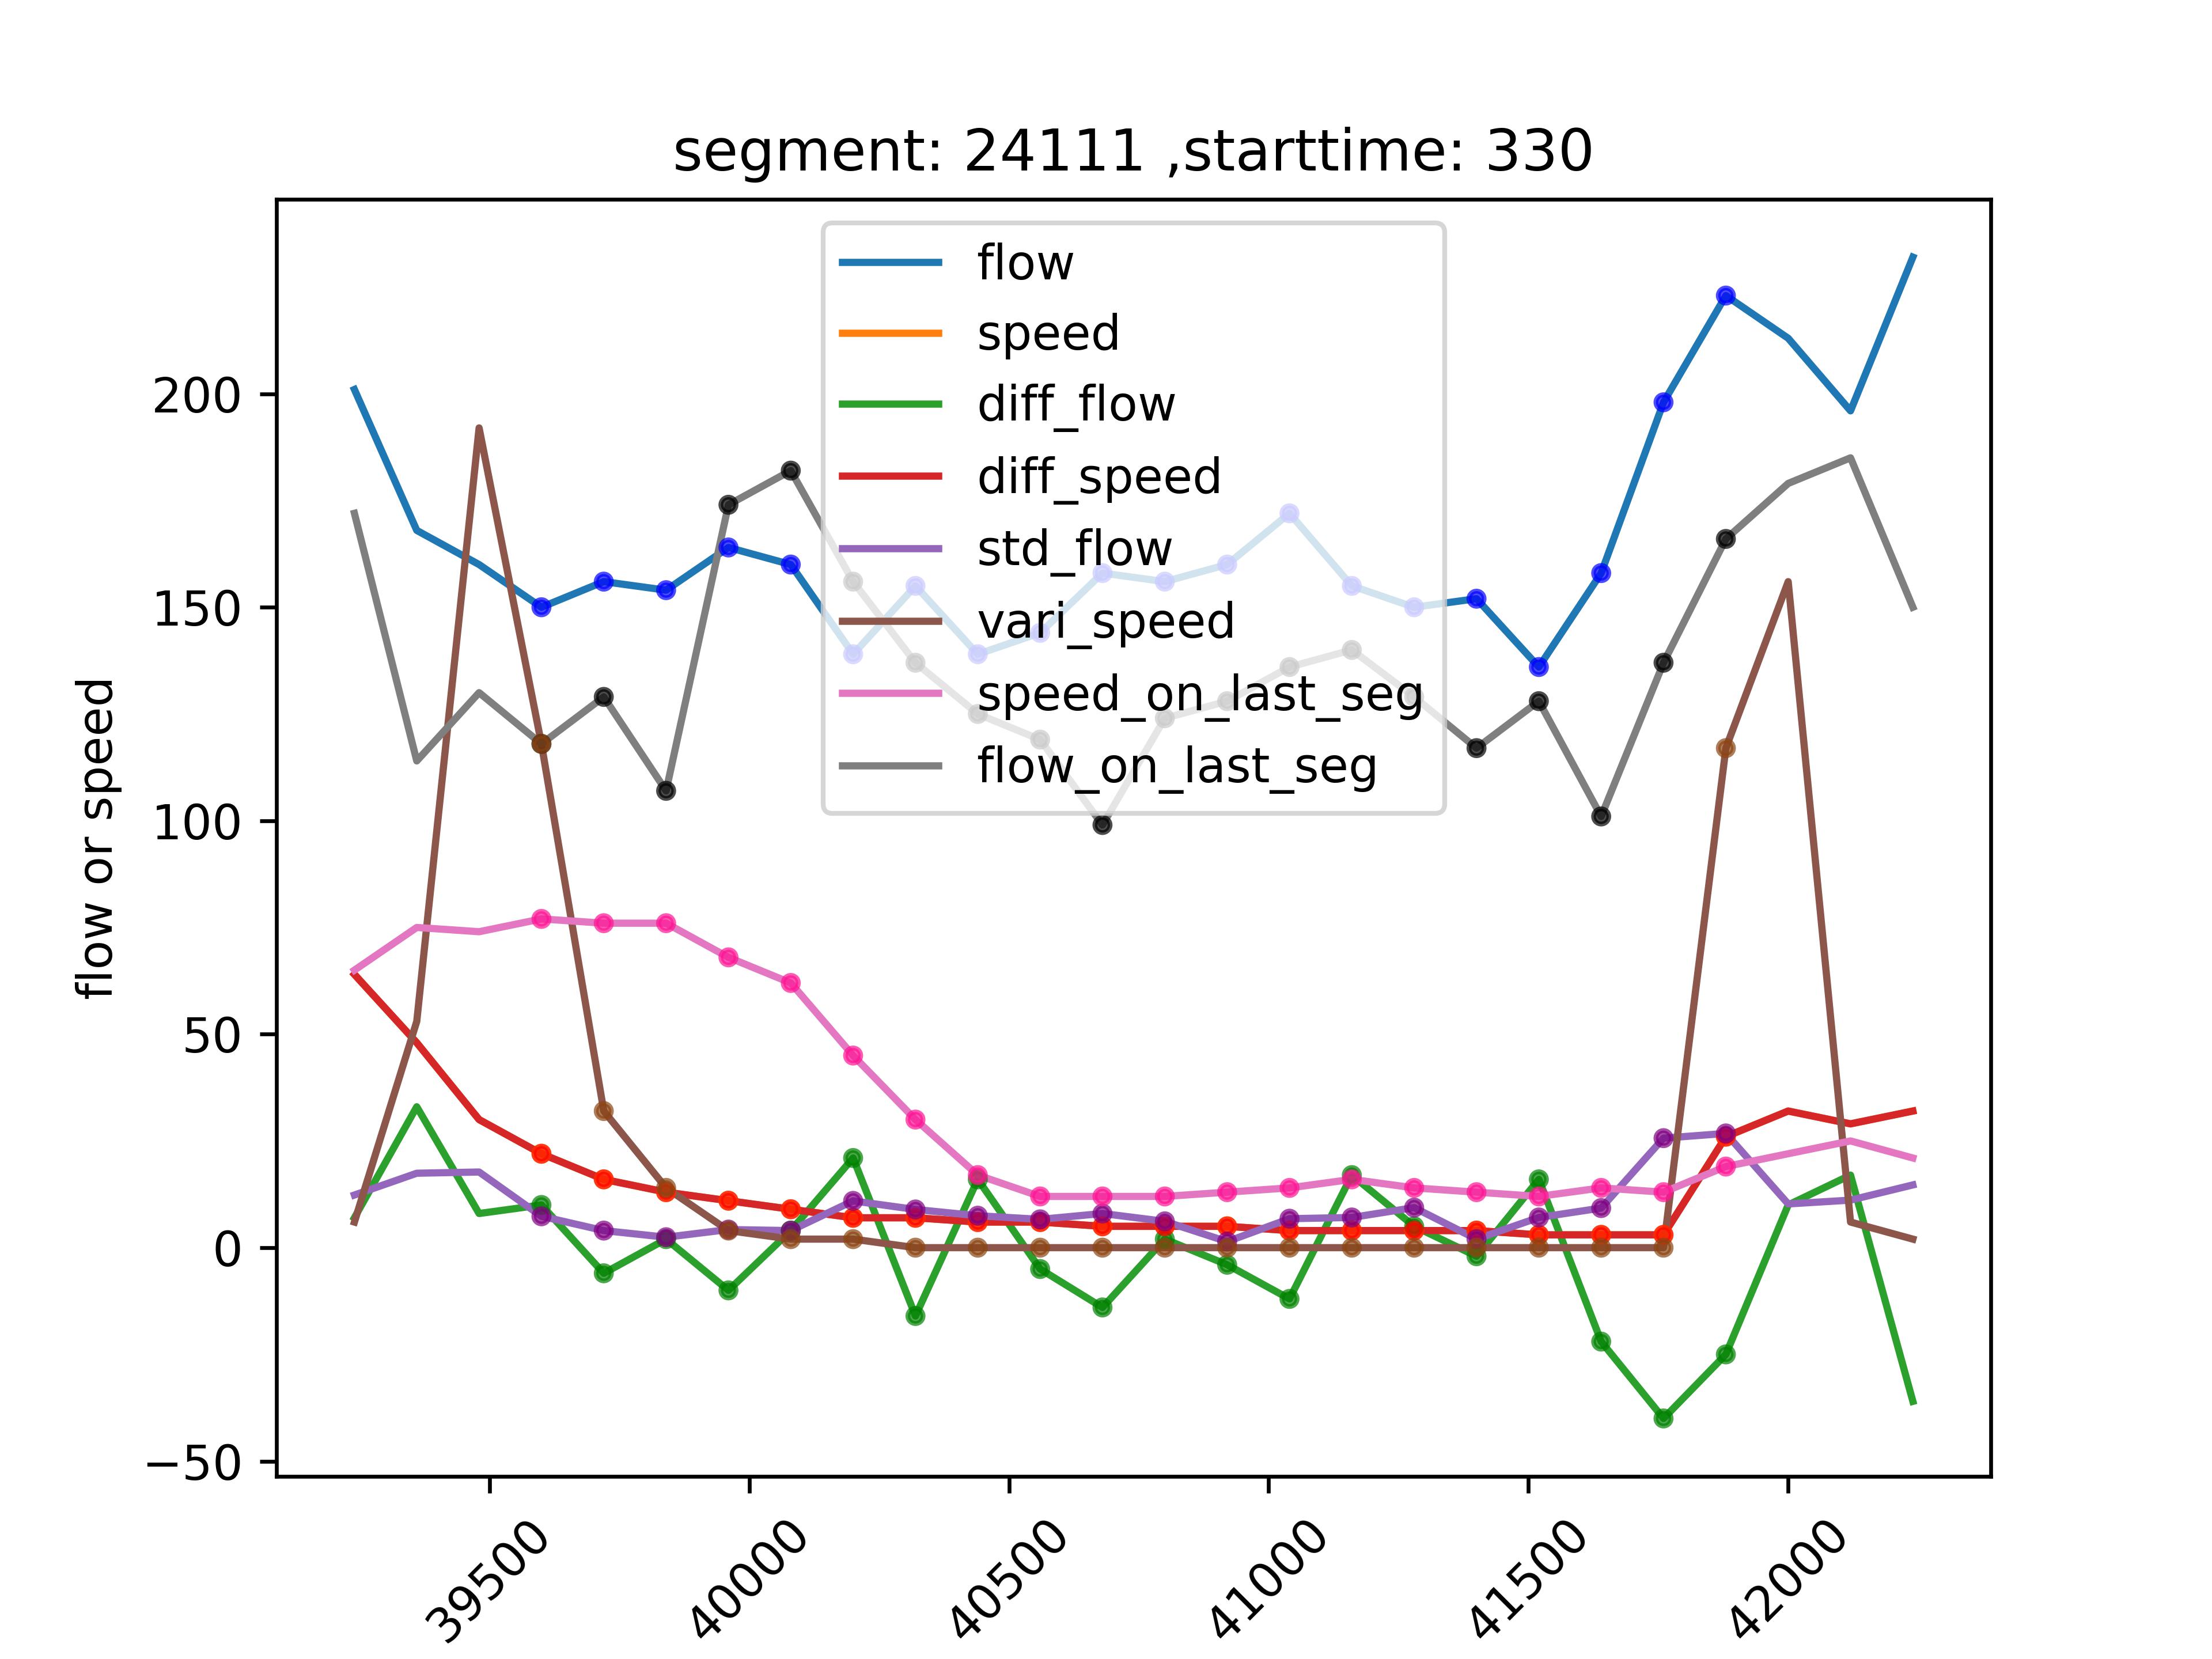 segment: 24111 ,starttime: 330
flow
speed
diff_flow
diff_speed
std_flow
vari_speed
speed_on_last_seg
flow_on_last_seg
flow or speed
200
150
100
50
0
−50
39500
40000
40500
41000
41500
42000